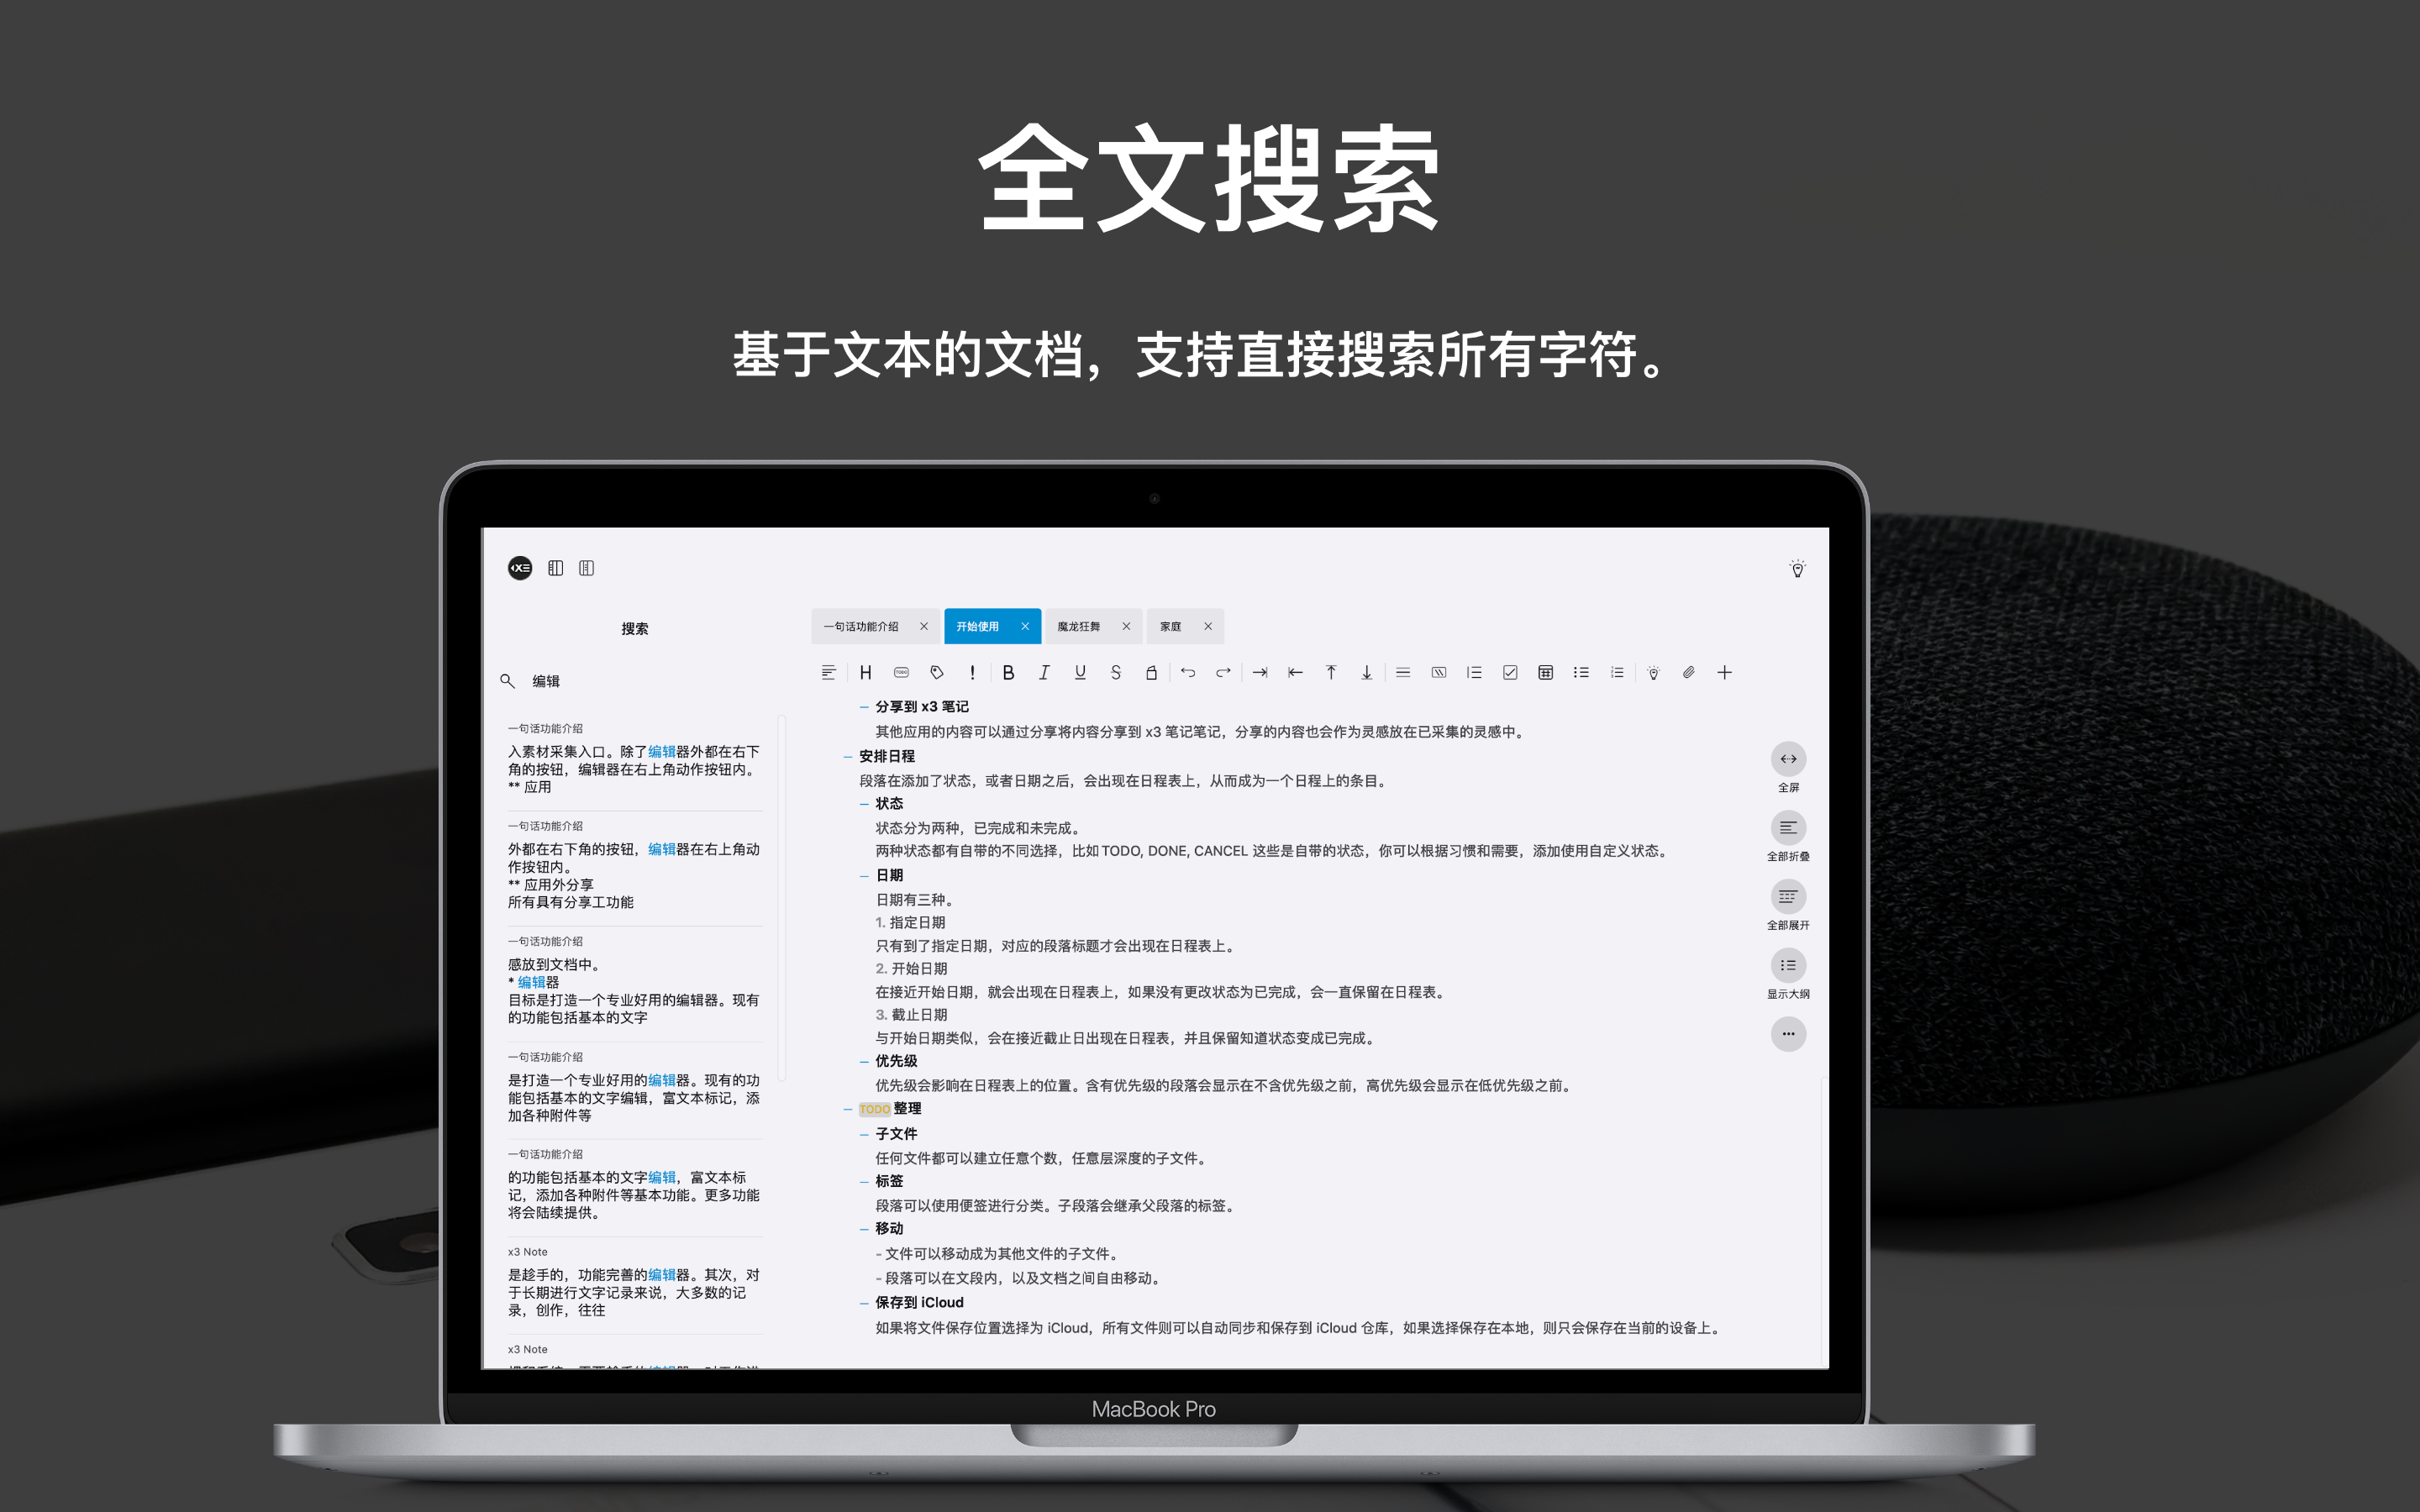 全文搜索
基于文本的文档，支持直接搜索所有字符。
搜索
编辑
一句话功能介绍
入素材采集入口。除了编辑器外都在右下
角的按钮，编辑器在右上角动作按钮内。
** 应用
一句话功能介绍
外都在右下角的按钮，编辑器在右上角动
作按钮内。
** 应用外分享
所有具有分享工功能
一句话功能介绍
感放到文档中。
* 编辑器
目标是打造一个专业好用的编辑器。现有
的功能包括基本的文字
一句话功能介绍
是打造一个专业好用的编辑器。现有的功
能包括基本的文字编辑，富文本标记，添
加各种附件等
一句话功能介绍
的功能包括基本的文字编辑，富文本标
记，添加各种附件等基本功能。更多功能
将会陆续提供。
x3 Note
是趁手的，功能完善的编辑器。其次，对
于长期进行文字记录来说，大多数的记
录，创作，往往
x3 Note
一句话功能介绍 开始使用 魔龙狂舞 家庭
H TODO ! B I U S
分享到 x3 笔记
其他应用的内容可以通过分享将内容分享到 x3 笔记笔记，分享的内容也会作为灵感放在已采集的灵感中。
安排日程
段落在添加了状态，或者日期之后，会出现在日程表上，从而成为一个日程上的条目。
状态
状态分为两种，已完成和未完成。
两种状态都有自带的不同选择，比如TODO, DONE, CANCEL 这些是自带的状态，你可以根据习惯和需要，添加使用自定义状态。
日期
日期有三种。
1. 指定日期
只有到了指定日期，对应的段落标题才会出现在日程表上。
2. 开始日期
在接近开始日期，就会出现在日程表上，如果没有更改状态为已完成，会一直保留在日程表。
3. 截止日期
与开始日期类似，会在接近截止日出现在日程表，并且保留知道状态变成已完成。
优先级
优先级会影响在日程表上的位置。含有优先级的段落会显示在不含优先级之前，高优先级会显示在低优先级之前。
TODO 整理
子文件
任何文件都可以建立任意个数，任意层深度的子文件。
标签
段落可以使用便签进行分类。子段落会继承父段落的标签。
移动
- 文件可以移动成为其他文件的子文件。
- 段落可以在文段内，以及文档之间自由移动。
保存到 iCloud
如果将文件保存位置选择为 iCloud，所有文件则可以自动同步和保存到 iCloud 仓库，如果选择保存在本地，则只会保存在当前的设备上。
全屏
全部折叠
全部展开
显示大纲
MacBook Pro